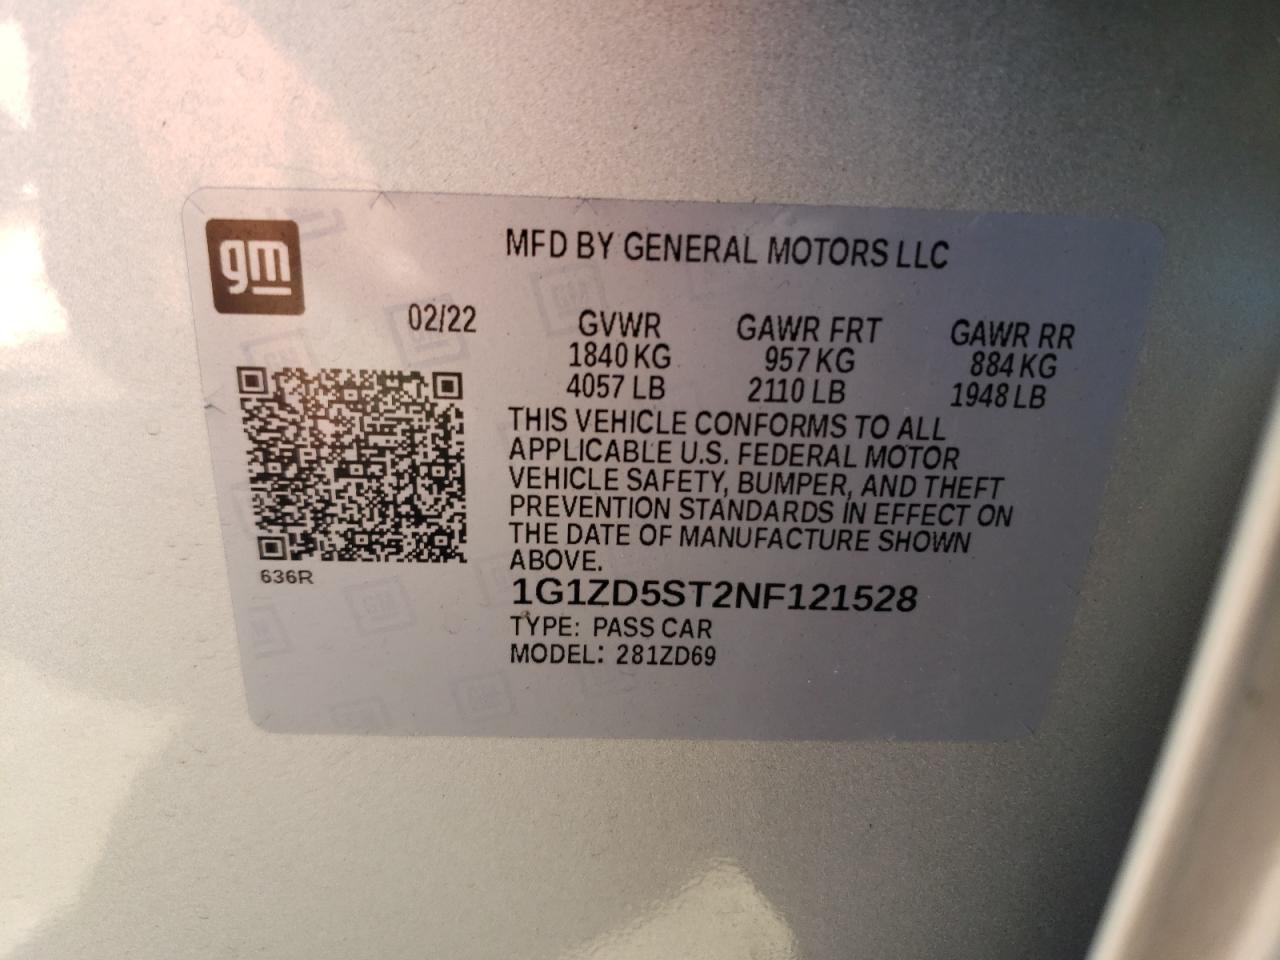 gm
MFD BY GENERAL MOTORS LLC
02/22
GVWR GAWR FRT GAWR RR
1840 KG 957 KG 884 KG
4057 LB 2110 LB 1948 LB
THIS VEHICLE CONFORMS TO ALL
APPLICABLE U.S. FEDERAL MOTOR
VEHICLE SAFETY, BUMPER, AND THEFT
PREVENTION STANDARDS IN EFFECT ON
THE DATE OF MANUFACTURE SHOWN
ABOVE.
636R
1G1ZD5ST2NF121528
TYPE: PASS CAR
MODEL: 281ZD69